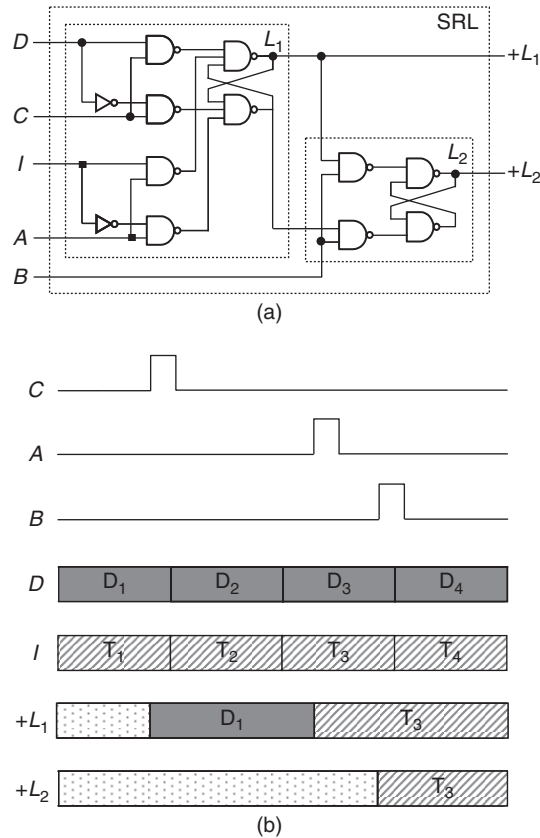 SRL
D
L₁
+L₁
C
I
L₂
+L₂
A
B
(a)
C
A
B
D D₁ D₂ D₃ D₄
I T₁ T₂ T₃ T₄
+L₁ D₁ T₃
+L₂ T₃
(b)